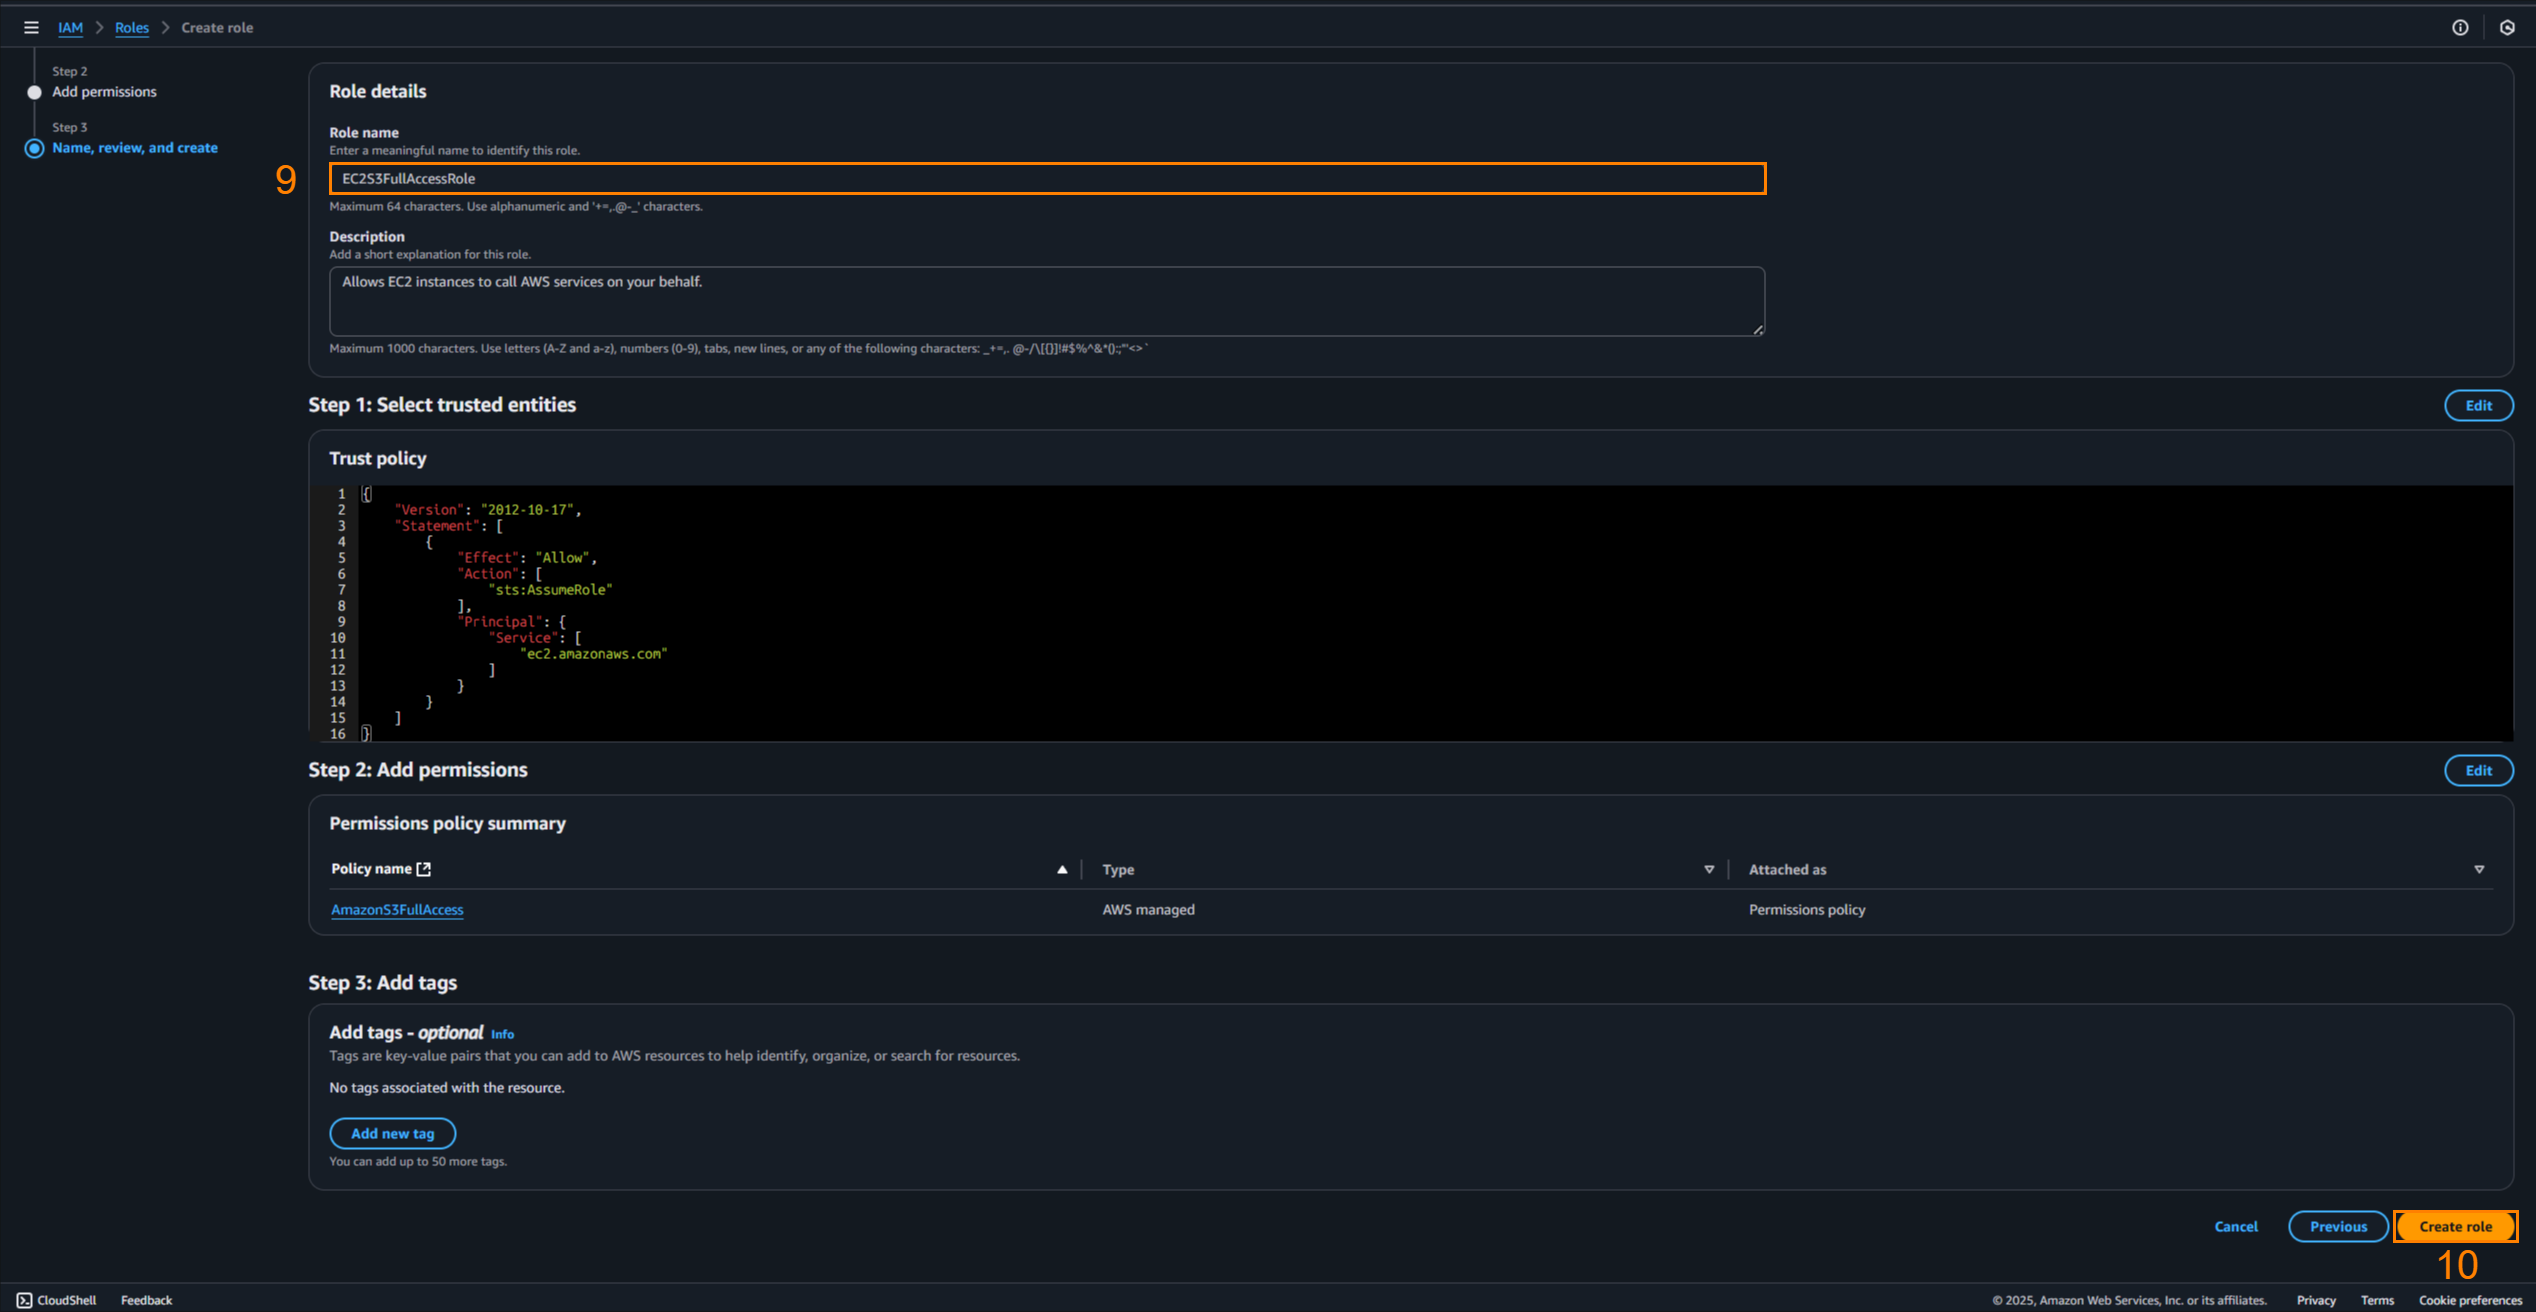 IAM > Roles > Create role
Step 2
Add permissions
Step 3
Name, review, and create
Role details
Role name
Enter a meaningful name to identify this role.
9
EC2S3FullAccessRole
Maximum 64 characters. Use alphanumeric and '+=,.@-_' characters.
Description
Add a short explanation for this role.
Allows EC2 instances to call AWS services on your behalf.
Maximum 1000 characters. Use letters (A-Z and a-z), numbers (0-9), tabs, new lines, or any of the following characters: _+=,. @-/\[{}]!#$%^&*();:"'<>`
Step 1: Select trusted entities
Edit
Trust policy
1 {
2 "Version": "2012-10-17",
3 "Statement": [
4 {
5 "Effect": "Allow",
6 "Action": [
7 "sts:AssumeRole"
8 ],
9 "Principal": {
10 "Service": [
11 "ec2.amazonaws.com"
12 ]
13 }
14 }
15 ]
16 }
Step 2: Add permissions
Edit
Permissions policy summary
Policy name Type Attached as
AmazonS3FullAccess AWS managed Permissions policy
Step 3: Add tags
Add tags - optional Info
Tags are key-value pairs that you can add to AWS resources to help identify, organize, or search for resources.
No tags associated with the resource.
Add new tag
You can add up to 50 more tags.
Cancel Previous Create role
10
CloudShell Feedback © 2025, Amazon Web Services, Inc. or its affiliates. Privacy Terms Cookie preferences